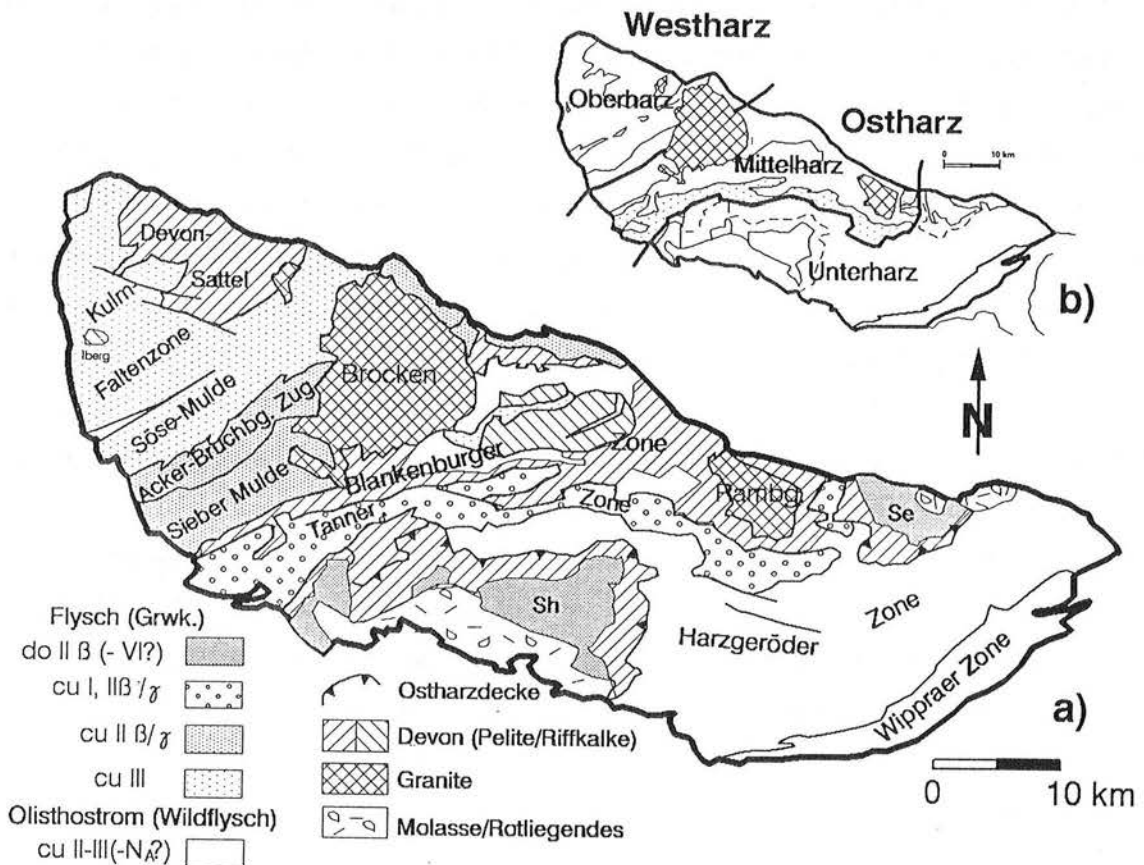 Westharz
Oberharz
Ostharz
0 10 km
Mittelharz
Unterharz
b)
Devon-
Sattel
Kulm-
Iberg
Faltenzone
Söse-Mulde
Acker-Bruchbg. Zug
Sieber Mulde
Brocken
Blankenburger
Zone
Tanner
Zone
Rambg.
Se
N
Sh
Harzgeröder
Zone
Wippraer Zone
a)
0 10 km
Flysch (Grwk.)
do II ß (- VI?)
cu I, IIß/γ
cu II ß/γ
cu III
Olisthostrom (Wildflysch)
cu II-III(-NA?)
Ostharzdecke
Devon (Pelite/Riffkalke)
Granite
Molasse/Rotliegendes